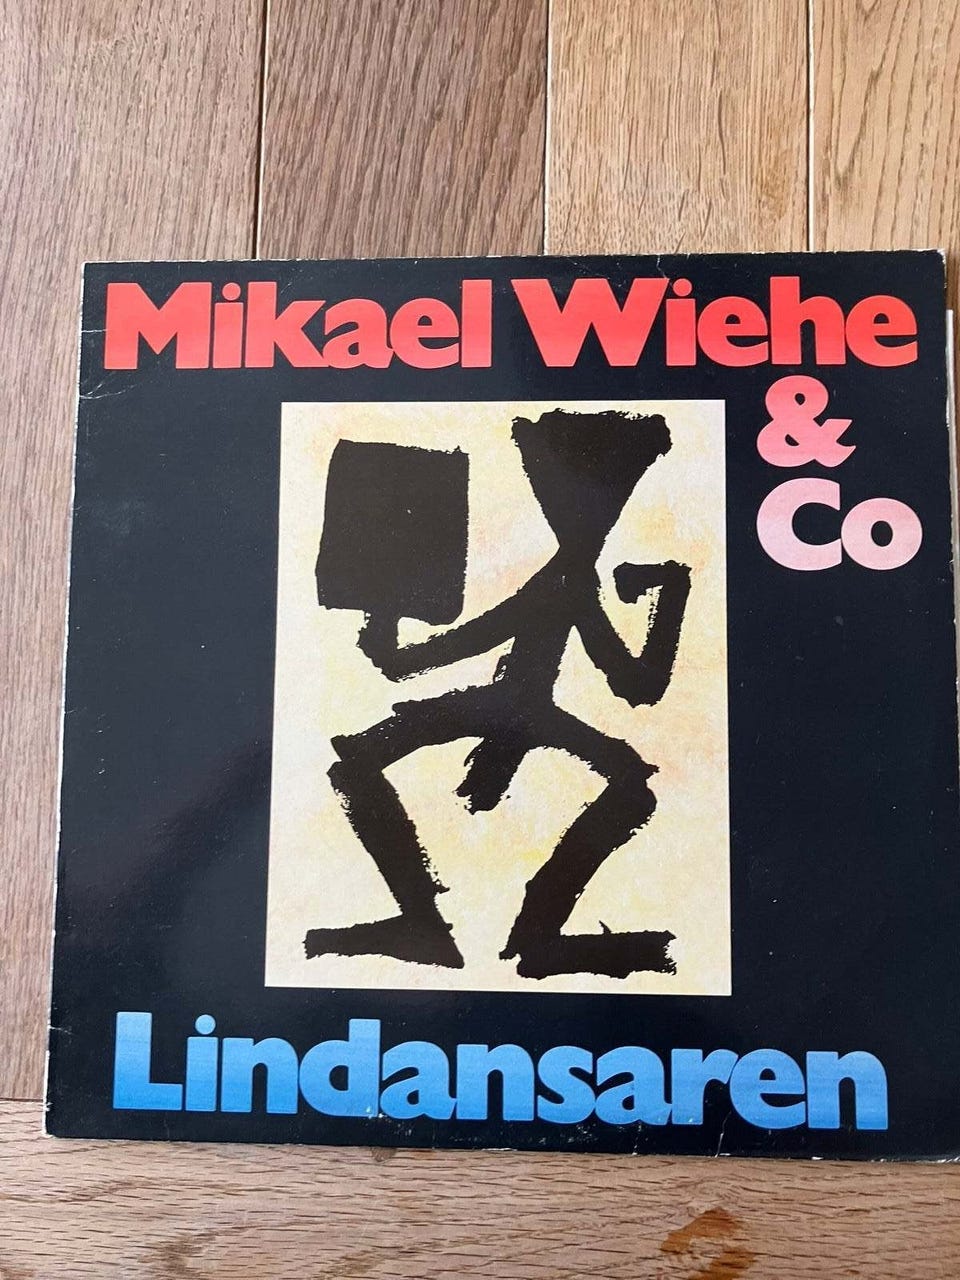 Mikael Wiehe
&
Co
Lindansaren